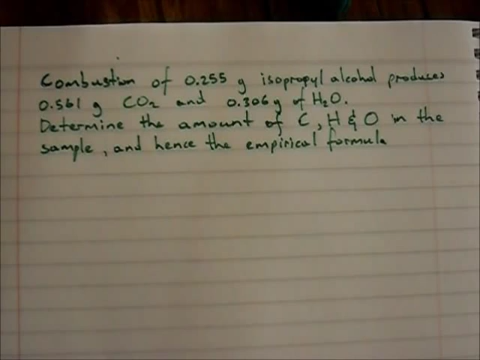 Combustion of 0.255 g isopropyl alcohol produces
0.561 g CO2 and 0.306 g of H2O.
Determine the amount of C, H & O in the
sample, and hence the empirical formula